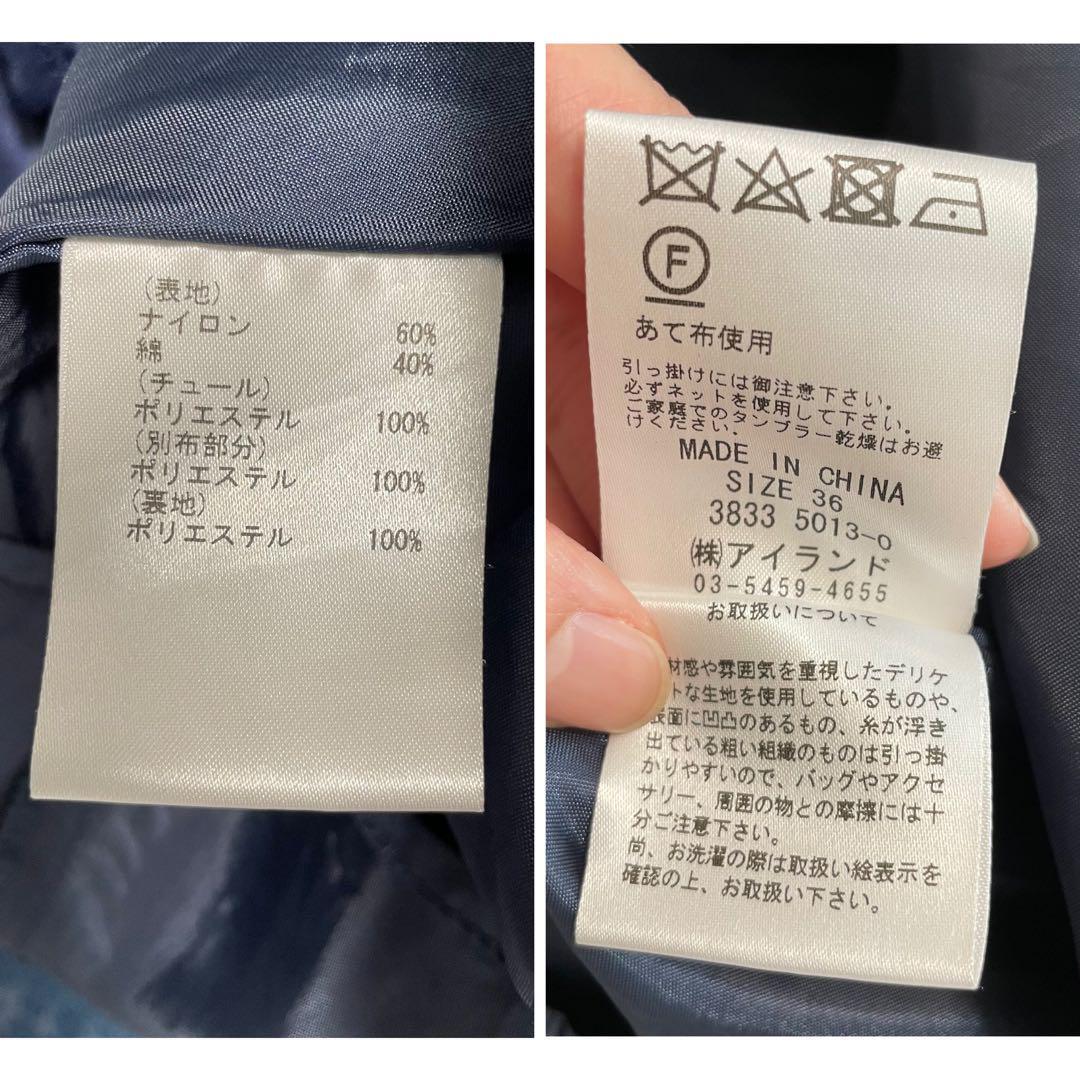 (表地)
ナイロン 60%
綿 40%
(チュール)
ポリエステル 100%
(別布部分)
ポリエステル 100%
(裏地)
ポリエステル 100%
F
あて布使用
引っ掛けには御注意下さい。
必ずネットを使用して下さい。
ご家庭でのタンブラー乾燥はお避
けください。
MADE IN CHINA
SIZE 36
3833 5013-0
㈱アイランド
03-5459-4655
お取扱いについて
材感や雰囲気を重視したデリケ
トな生地を使用しているものや、
表面に凹凸のあるもの、糸が浮き
出ている粗い組織のものは引っ掛
かりやすいので、バッグやアクセ
サリー、周囲の物との摩擦には十
分ご注意下さい。
尚、お洗濯の際は取扱い絵表示を
確認の上、お取扱い下さい。